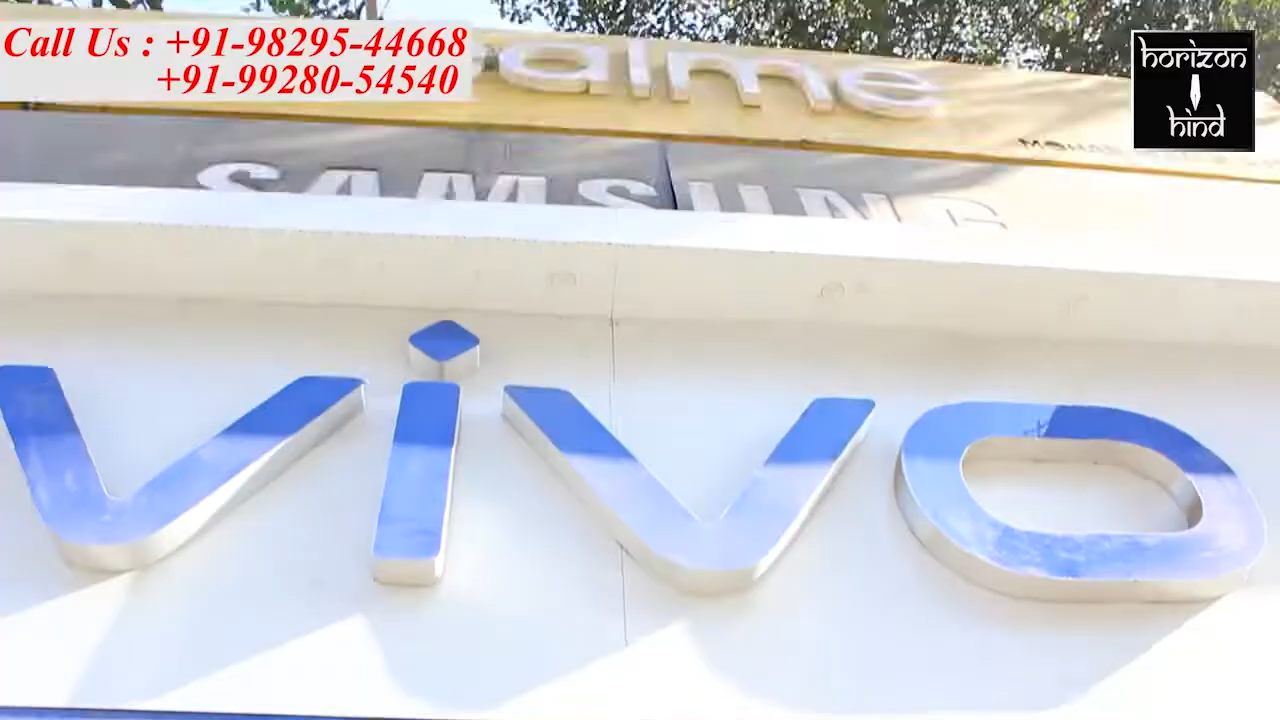 Call Us : +91-98295-44668
+91-99280-54540
horizon
hind
realme
SAMSUNG
vivo